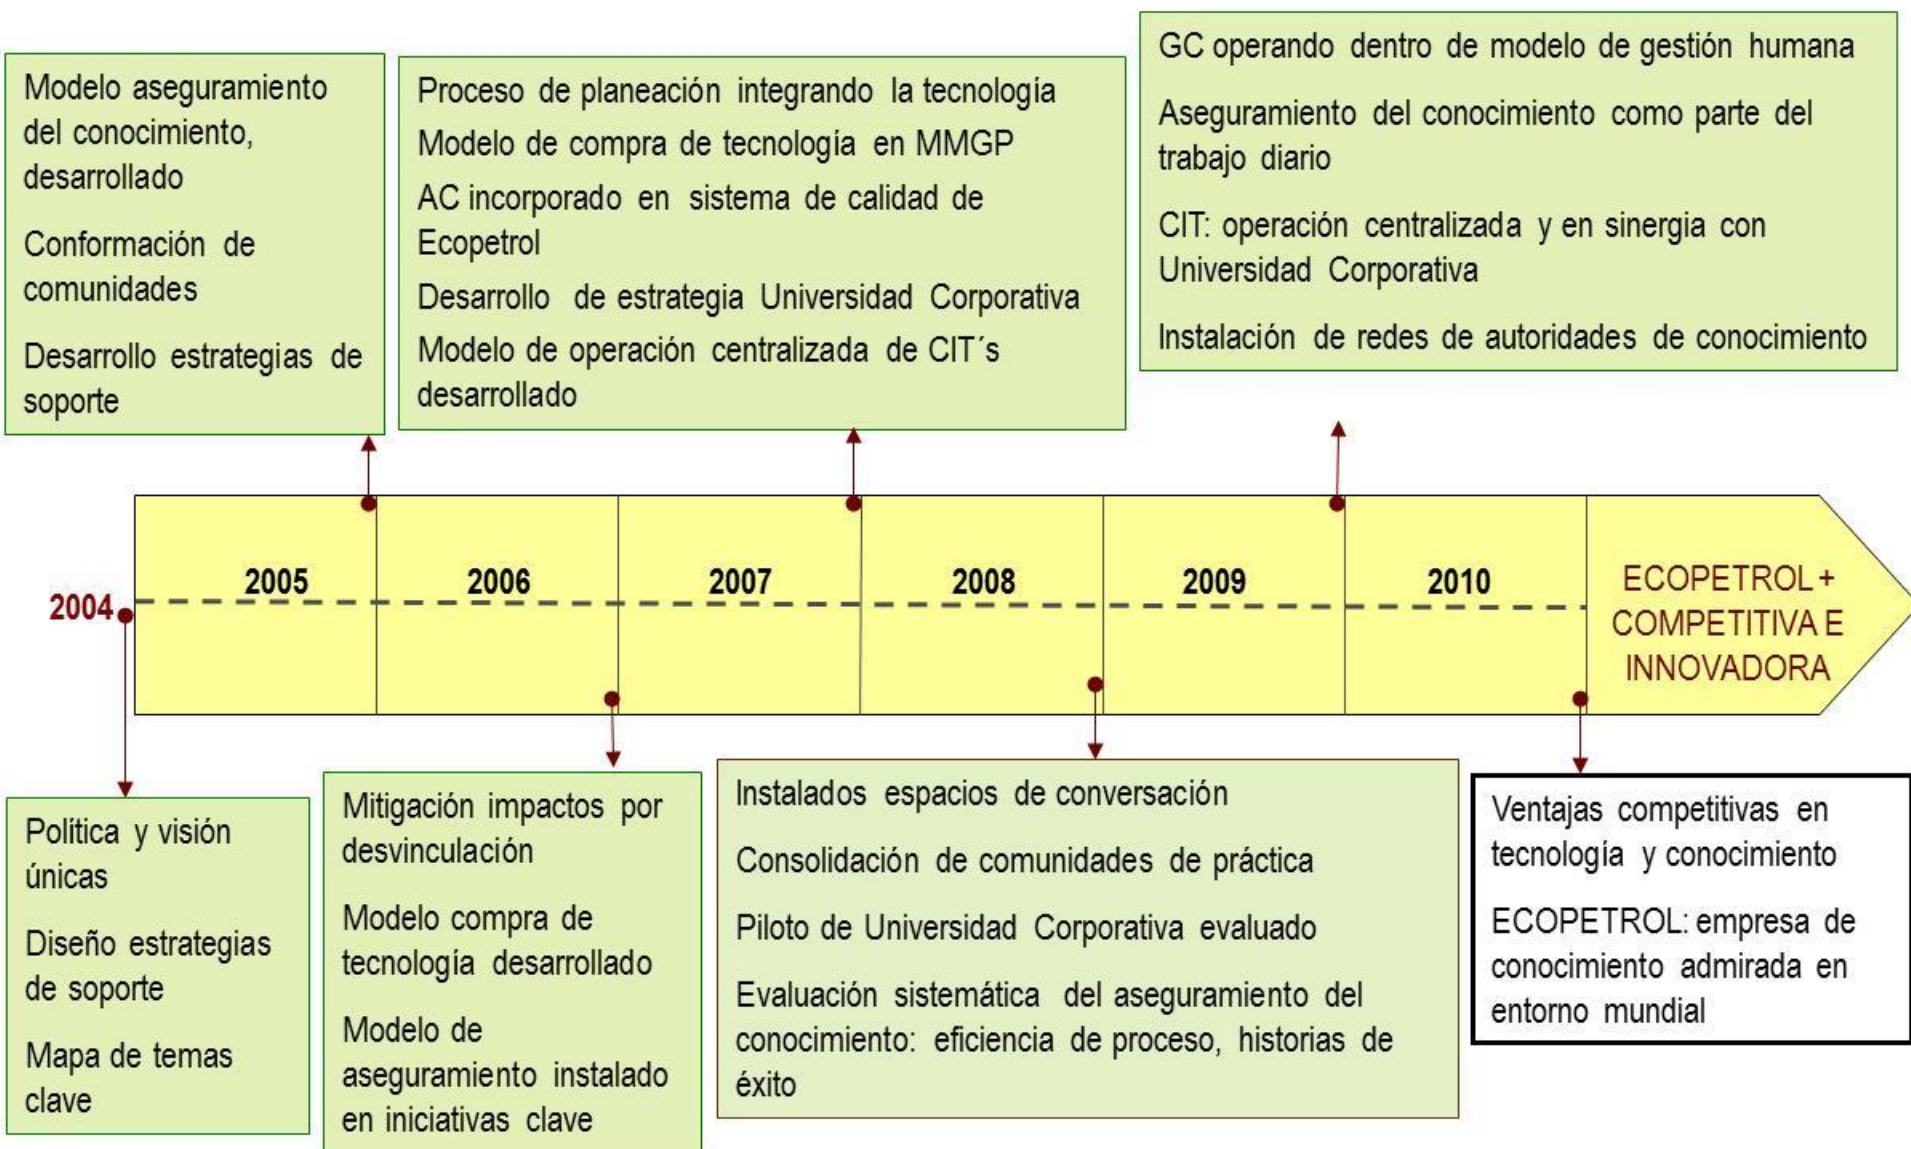 Modelo aseguramiento
del conocimiento,
desarrollado
Conformación de
comunidades
Desarrollo estrategias de
soporte
Proceso de planeación integrando la tecnología
Modelo de compra de tecnología en MMGP
AC incorporado en sistema de calidad de
Ecopetrol
Desarrollo de estrategia Universidad Corporativa
Modelo de operación centralizada de CIT´s
desarrollado
GC operando dentro de modelo de gestión humana
Aseguramiento del conocimiento como parte del
trabajo diario
CIT: operación centralizada y en sinergia con
Universidad Corporativa
Instalación de redes de autoridades de conocimiento
2004
2005
2006
2007
2008
2009
2010
ECOPETROL +
COMPETITIVA E
INNOVADORA
Política y visión
únicas
Diseño estrategias
de soporte
Mapa de temas
clave
Mitigación impactos por
desvinculación
Modelo compra de
tecnología desarrollado
Modelo de
aseguramiento instalado
en iniciativas clave
Instalados espacios de conversación
Consolidación de comunidades de práctica
Piloto de Universidad Corporativa evaluado
Evaluación sistemática del aseguramiento del
conocimiento: eficiencia de proceso, historias de
éxito
Ventajas competitivas en
tecnología y conocimiento
ECOPETROL: empresa de
conocimiento admirada en
entorno mundial